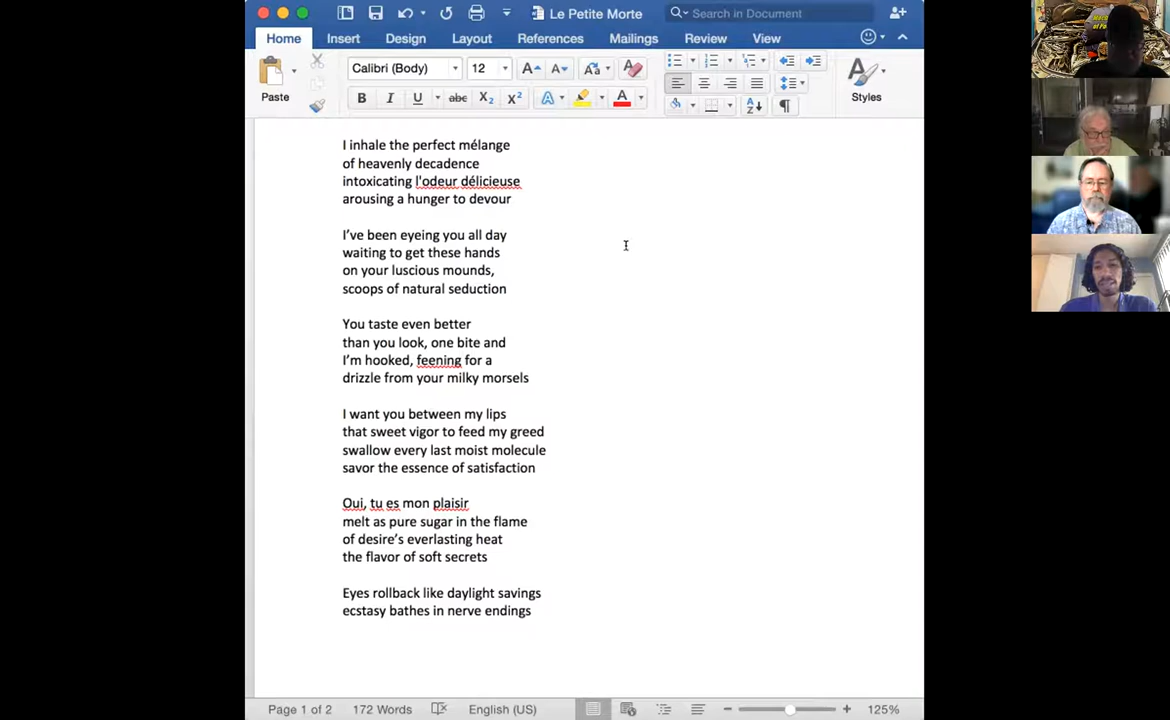 Le Petite Morte
Search in Document
Home
Insert
Design
Layout
References
Mailings
Review
View
Paste
Calibri (Body)
12
Styles
I inhale the perfect mélange
of heavenly decadence
intoxicating l'odeur délicieuse
arousing a hunger to devour
I've been eyeing you all day
waiting to get these hands
on your luscious mounds,
scoops of natural seduction
You taste even better
than you look, one bite and
I'm hooked, feening for a
drizzle from your milky morsels
I want you between my lips
that sweet vigor to feed my greed
swallow every last moist molecule
savor the essence of satisfaction
Oui, tu es mon plaisir
melt as pure sugar in the flame
of desire's everlasting heat
the flavor of soft secrets
Eyes rollback like daylight savings
ecstasy bathes in nerve endings
Page 1 of 2
172 Words
English (US)
125%